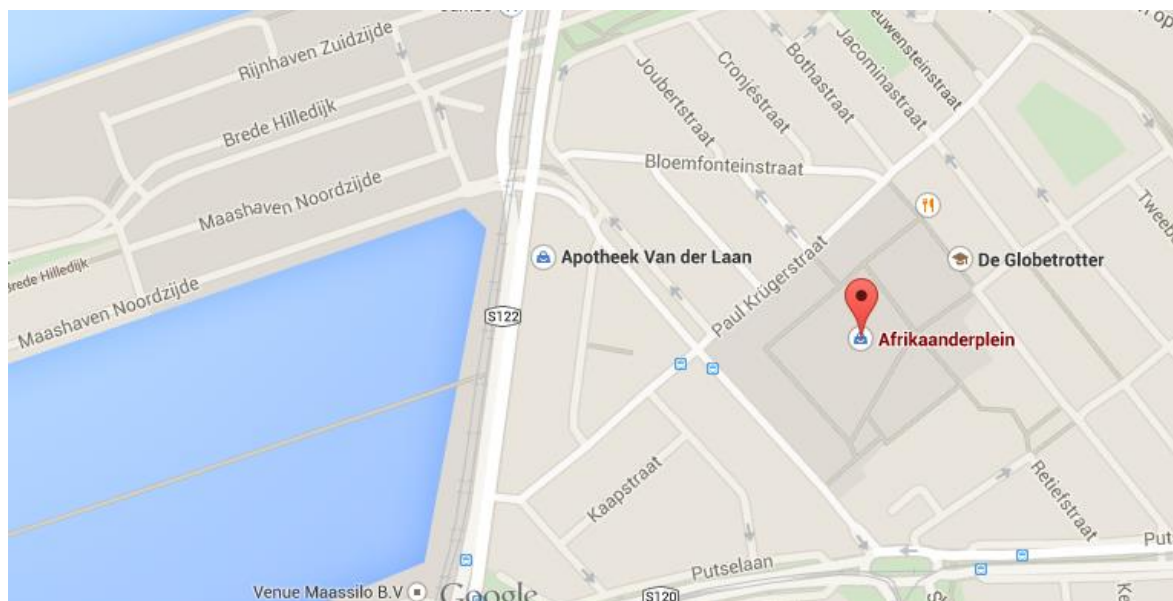 Rijnhaven Zuidzijde
Brede Hilledijk
Maashaven Noordzijde
Brede Hilledijk
Maashaven Noordzijde
Joubertstraat
Cronjéstraat
Bothastraat
Jacominastraat
Bloemfonteinstraat
Apotheek Van der Laan
De Globetrotter
S122
Paul Krügerstraat
Afrikaanderplein
Kaapstraat
Retiefstraat
Putselaan
Venue Maassilo B.V
Google
S120